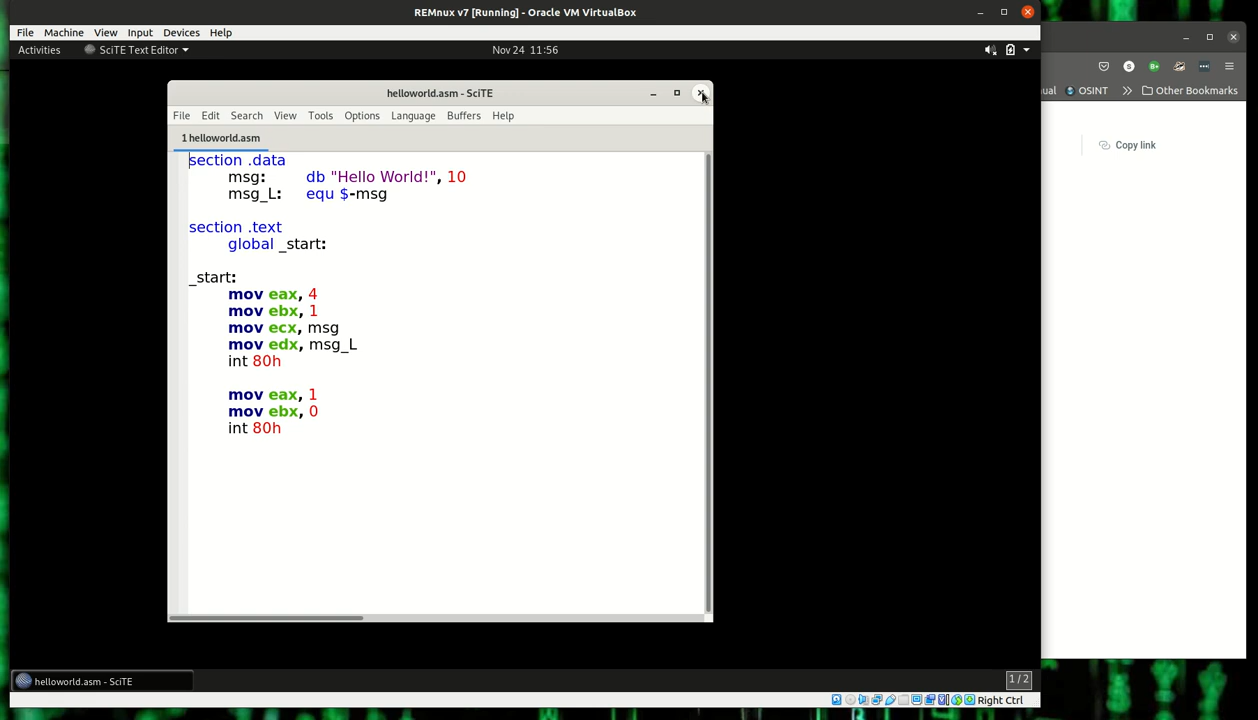 REMnux v7 [Running] - Oracle VM VirtualBox
File Machine View Input Devices Help
Activities SciTE Text Editor Nov 24 11:56
helloworld.asm - SciTE
File Edit Search View Tools Options Language Buffers Help
1 helloworld.asm
section .data
msg: db "Hello World!", 10
msg_L: equ $-msg
section .text
global _start:
_start:
mov eax, 4
mov ebx, 1
mov ecx, msg
mov edx, msg_L
int 80h
mov eax, 1
mov ebx, 0
int 80h
helloworld.asm - SciTE
1 / 2
Right Ctrl
S B+
ual OSINT >> Other Bookmarks
Copy link